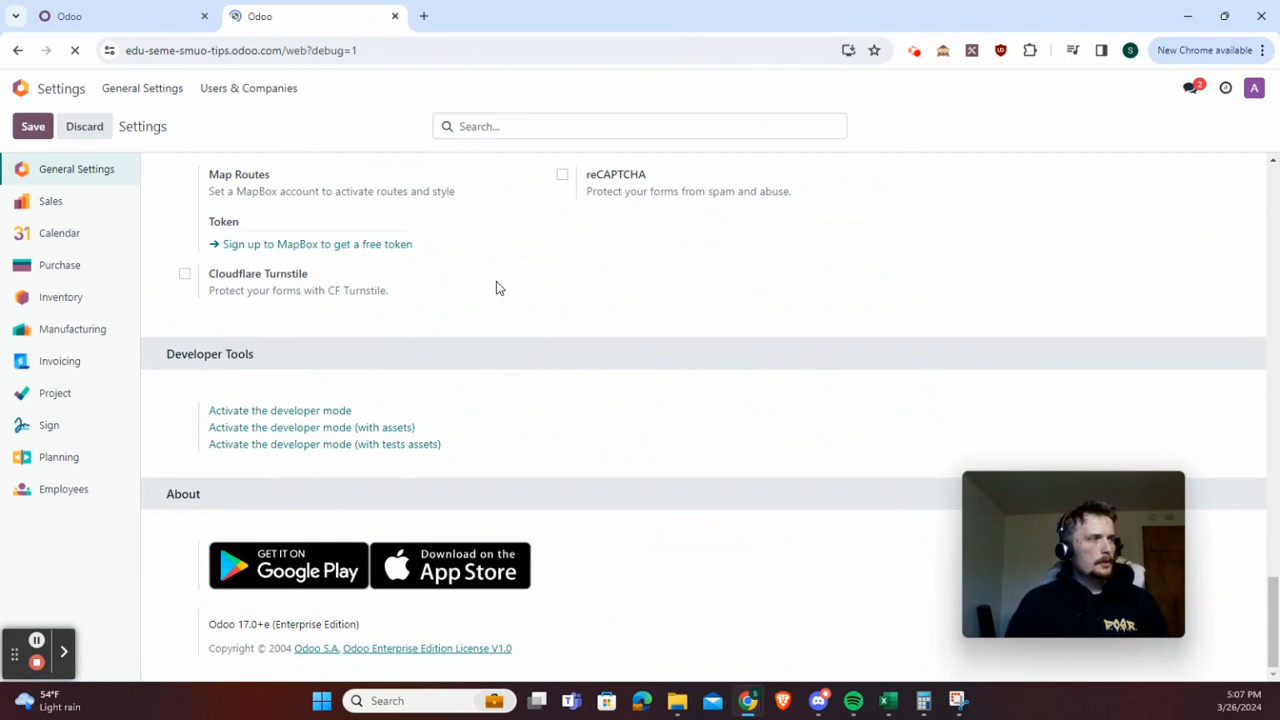 Odoo
Odoo
edu-seme-smuo-tips.odoo.com/web?debug=1
New Chrome available
Settings
General Settings
Users & Companies
2
A
Save
Discard
Settings
Search...
General Settings
Sales
31 Calendar
Purchase
Inventory
Manufacturing
Invoicing
Project
Sign
Planning
Employees
Map Routes
Set a MapBox account to activate routes and style
Token
Sign up to MapBox to get a free token
reCAPTCHA
Protect your forms from spam and abuse.
Cloudflare Turnstile
Protect your forms with CF Turnstile.
Developer Tools
Activate the developer mode
Activate the developer mode (with assets)
Activate the developer mode (with tests assets)
About
GET IT ON
Google Play
Download on the
App Store
Odoo 17.0+e (Enterprise Edition)
Copyright © 2004 Odoo S.A. Odoo Enterprise Edition License V1.0
54°F
Light rain
Search
5:07 PM
3/26/2024